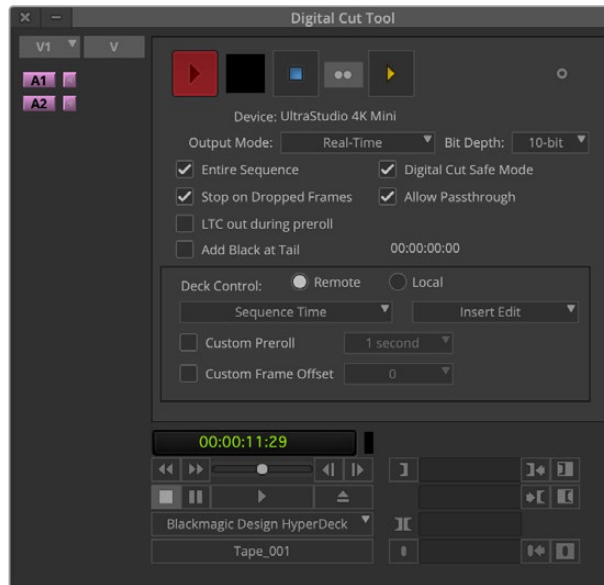 Digital Cut Tool
V1 V
A1
A2
Device: UltraStudio 4K Mini
Output Mode: Real-Time Bit Depth: 10-bit
Entire Sequence Digital Cut Safe Mode
Stop on Dropped Frames Allow Passthrough
LTC out during preroll
Add Black at Tail 00:00:00:00
Deck Control: Remote Local
Sequence Time Insert Edit
Custom Preroll 1 second
Custom Frame Offset 0
00:00:11:29
Blackmagic Design HyperDeck
Tape_001